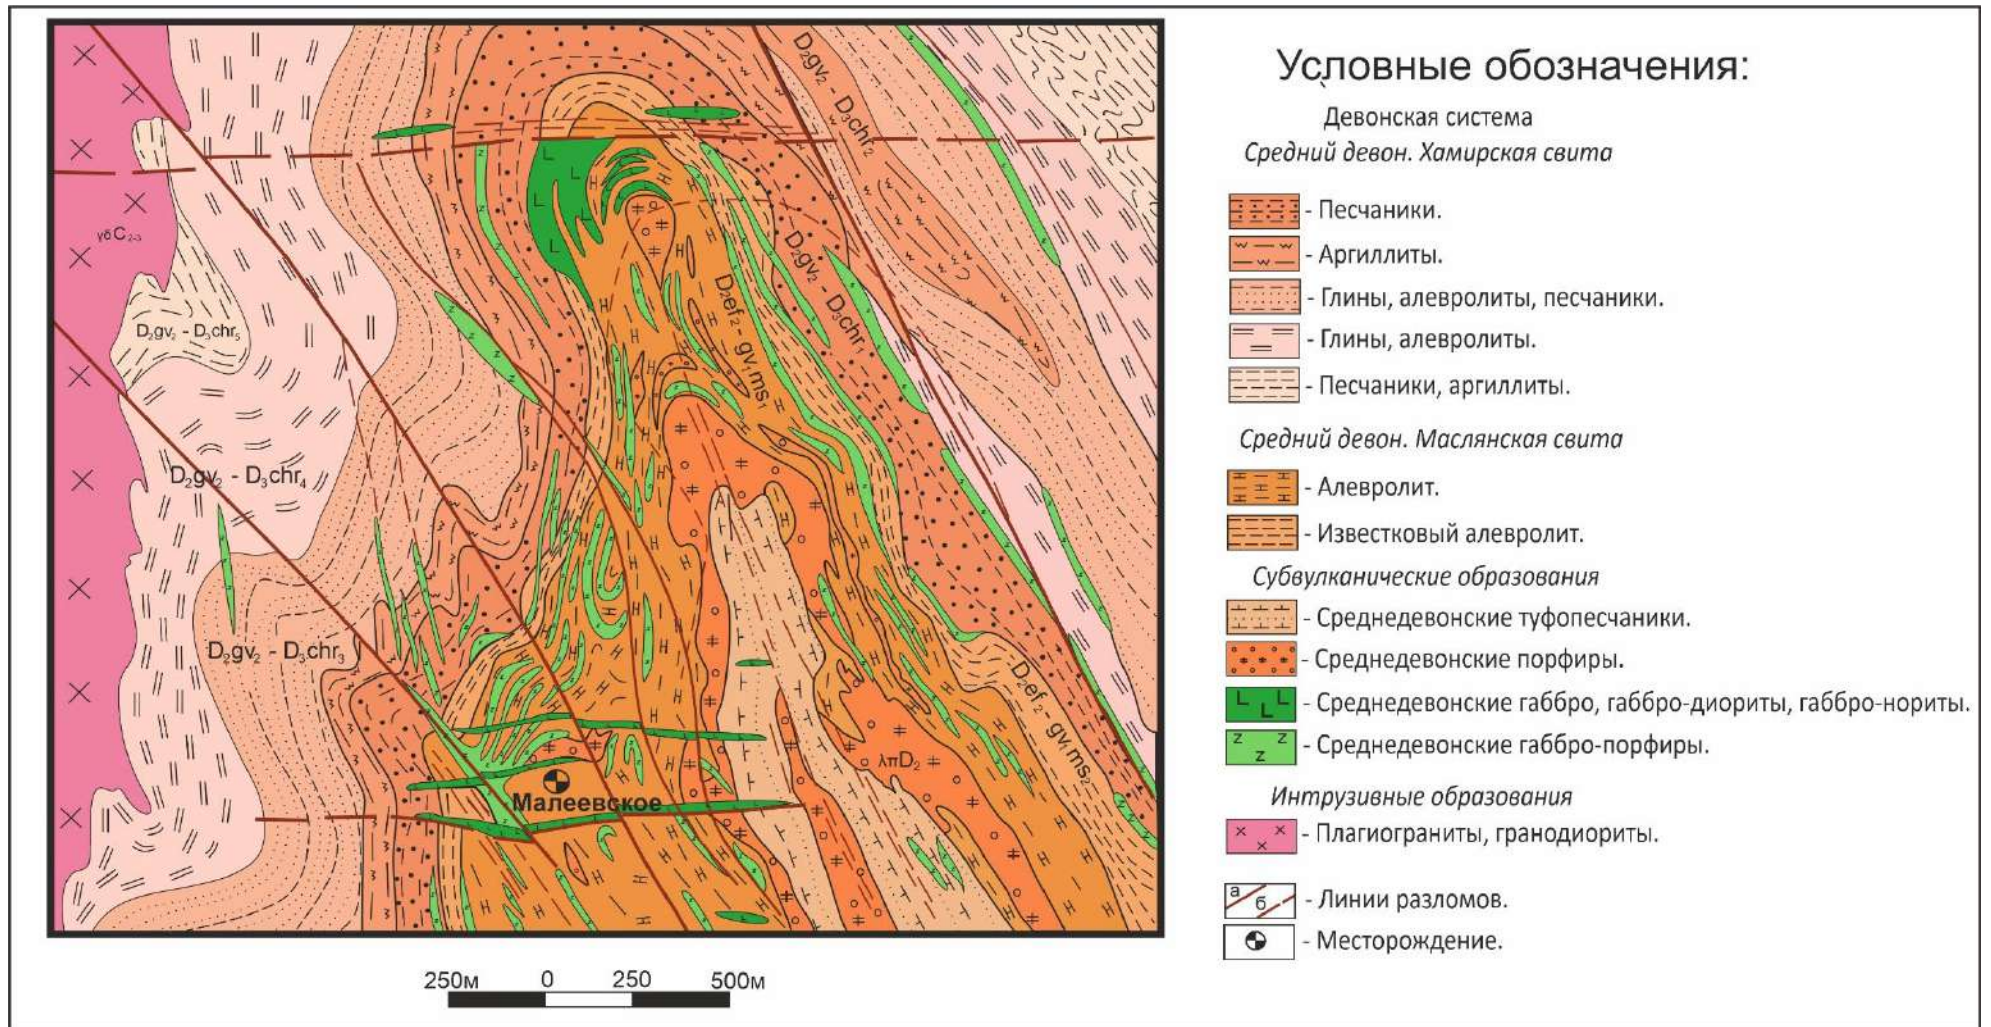 D₂gv₂ - D₃chr₂
γδC₂₋₃
D₂gv₂ - D₃chr₅
D₂gv₂ - D₃chr₁
D₂ef₂ - gv₁ms₁
D₂gv₂ - D₃chr₄
D₂gv₂ - D₃chr₃
D₂ef₂ - gv₁ms₂
λπD₂
Малеевское
250м 0 250 500м
Условные обозначения:
Девонская система
Средний девон. Хамирская свита
- Песчаники.
- Аргиллиты.
- Глины, алевролиты, песчаники.
- Глины, алевролиты.
- Песчаники, аргиллиты.
Средний девон. Маслянская свита
- Алевролит.
- Известковый алевролит.
Субвулканические образования
- Среднедевонские туфопесчаники.
- Среднедевонские порфиры.
L L L - Среднедевонские габбро, габбро-диориты, габбро-нориты.
z z z - Среднедевонские габбро-порфиры.
Интрузивные образования
- Плагиограниты, гранодиориты.
а б - Линии разломов.
- Месторождение.